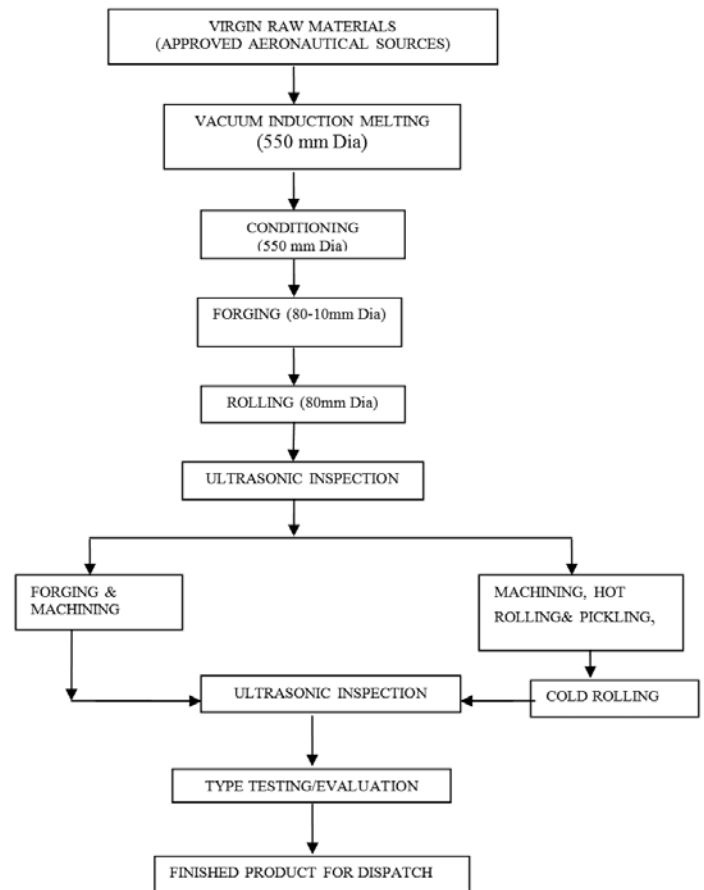 VIRGIN RAW MATERIALS
(APPROVED AERONAUTICAL SOURCES)
VACUUM INDUCTION MELTING
(550 mm Dia)
CONDITIONING
(550 mm Dia)
FORGING (80-10mm Dia)
ROLLING (80mm Dia)
ULTRASONIC INSPECTION
FORGING &
MACHINING
MACHINING, HOT
ROLLING& PICKLING,
ULTRASONIC INSPECTION
COLD ROLLING
TYPE TESTING/EVALUATION
FINISHED PRODUCT FOR DISPATCH